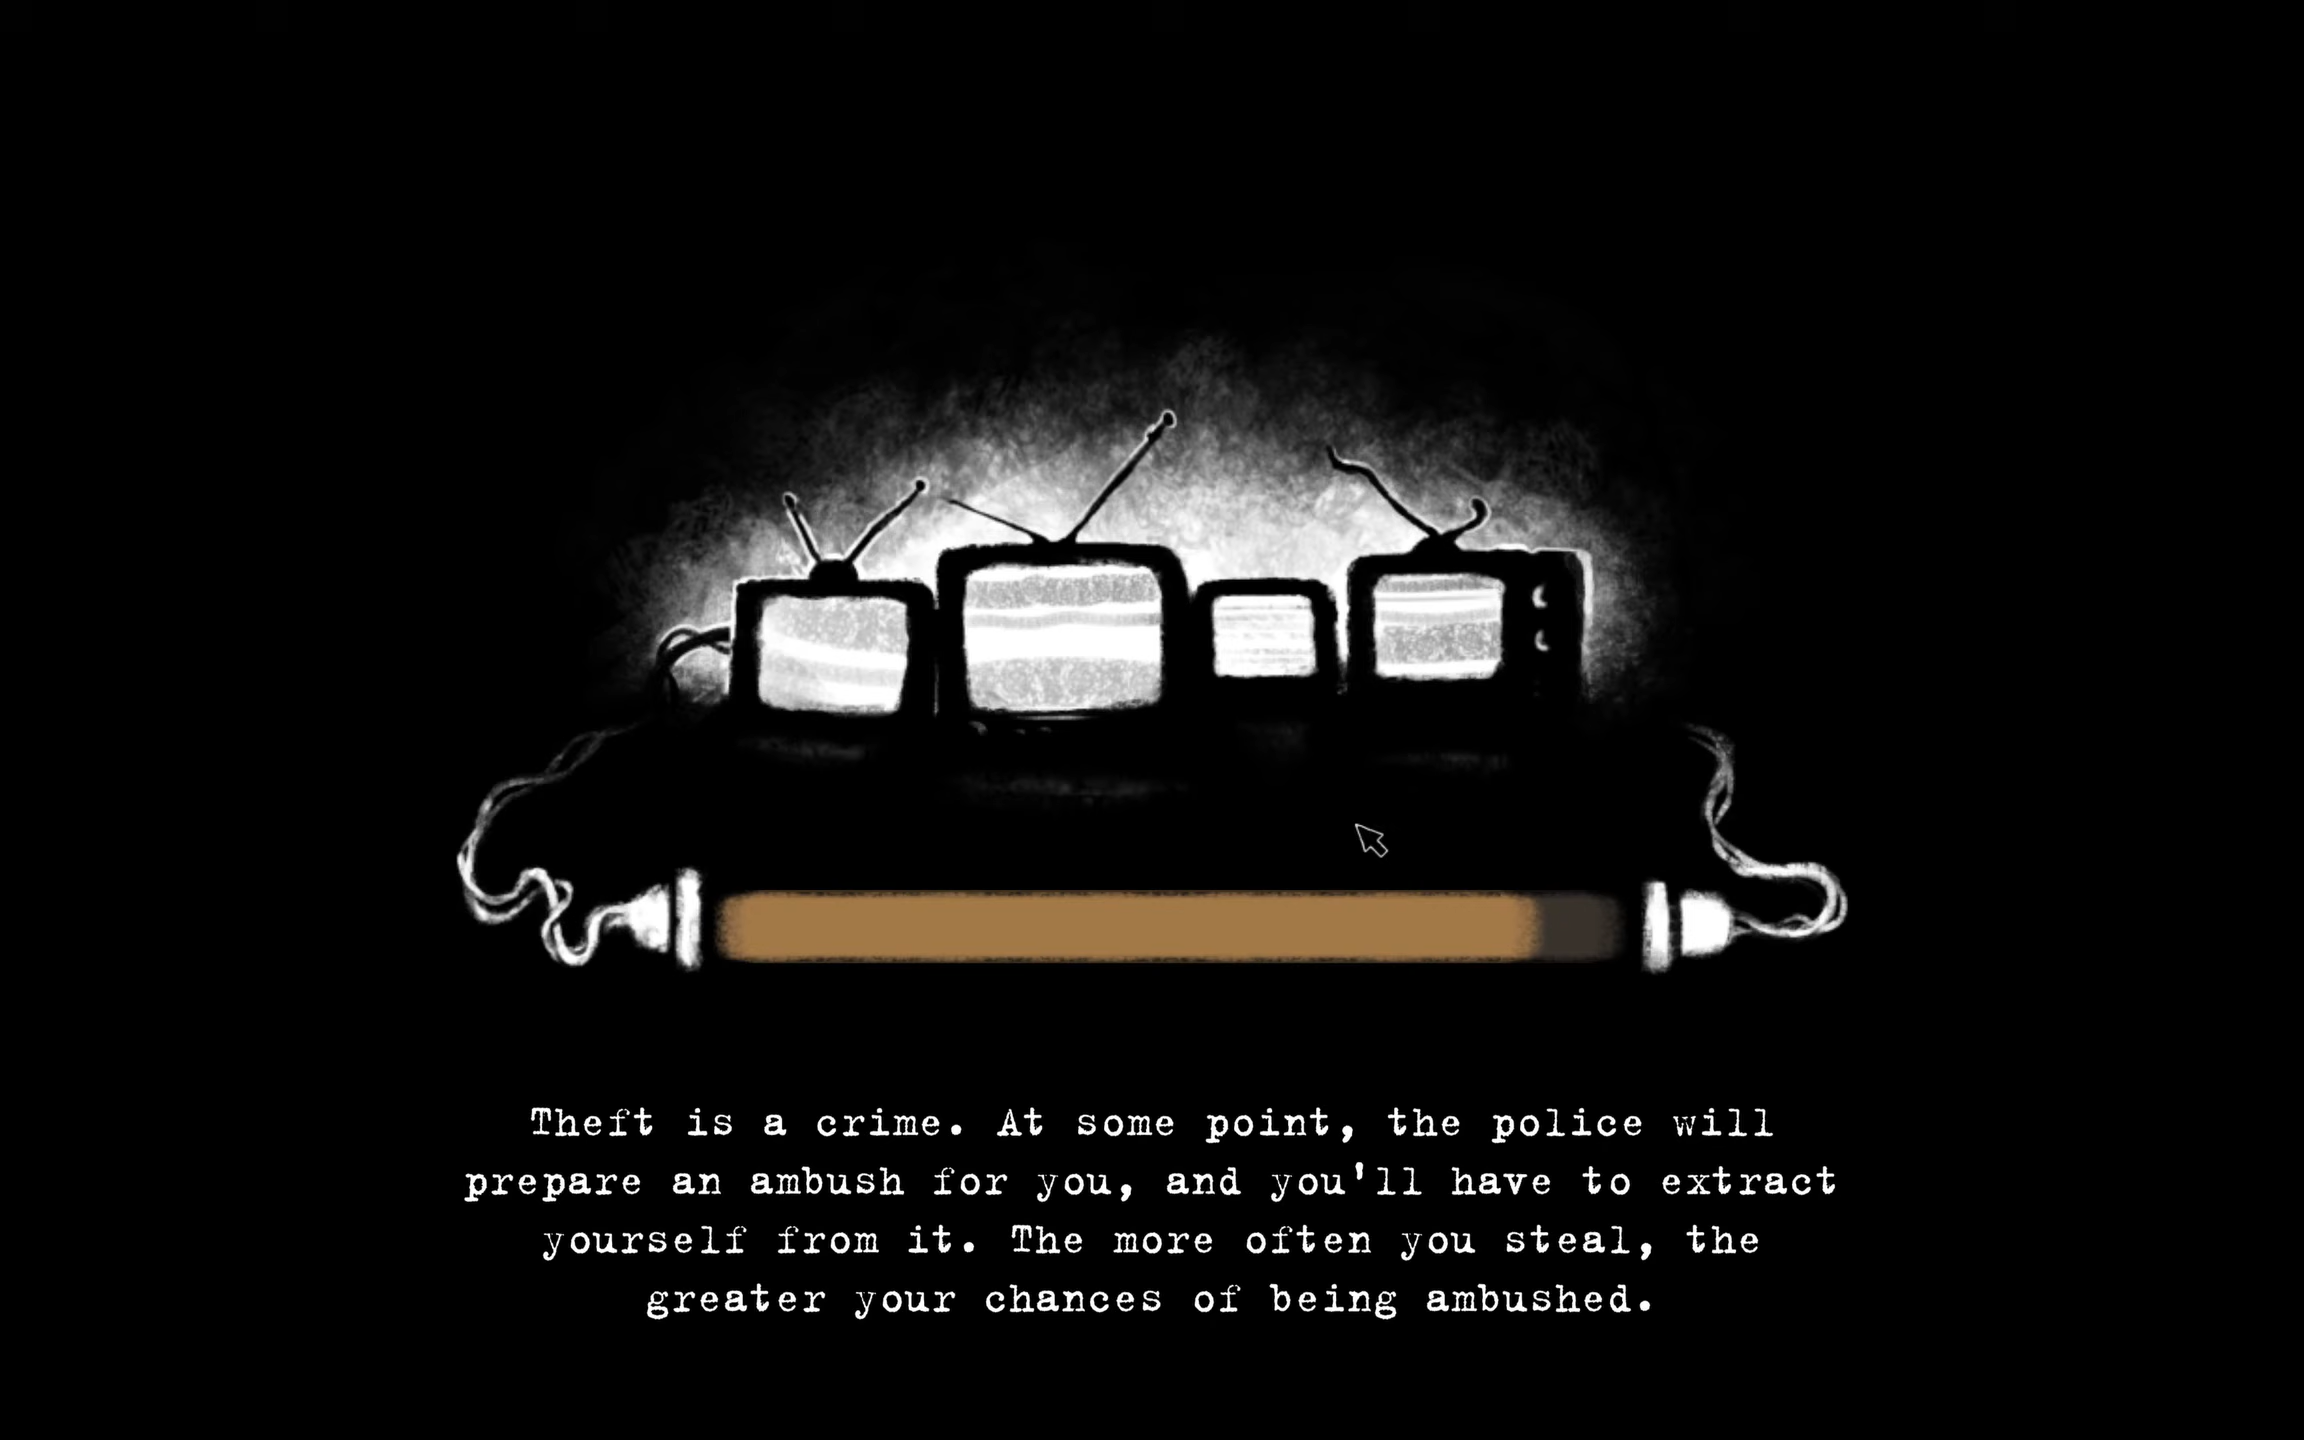 Theft is a crime. At some point, the police will
prepare an ambush for you, and you'll have to extract
yourself from it. The more often you steal, the
greater your chances of being ambushed.